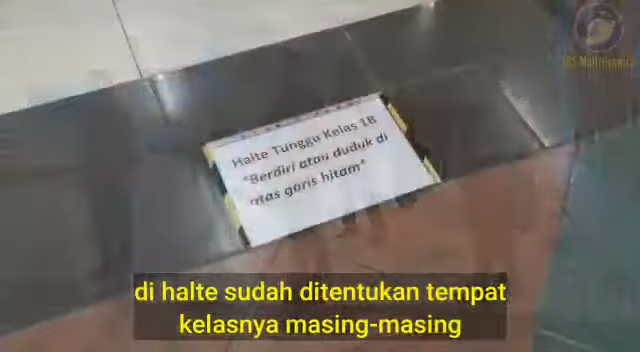 Halte Tunggu Kelas 1B
"Berdiri atau duduk di
atas garis hitam"
di halte sudah ditentukan tempat
kelasnya masing-masing